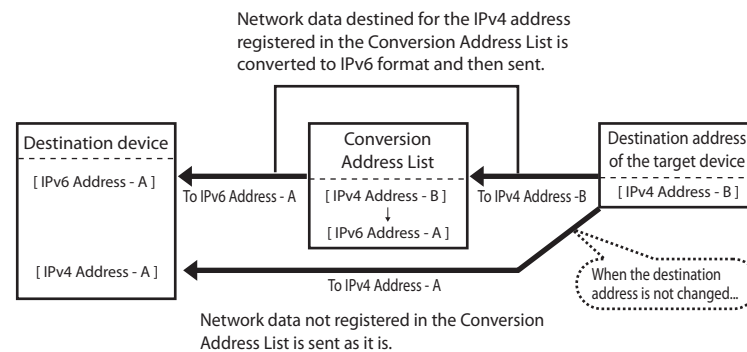 Network data destined for the IPv4 address
registered in the Conversion Address List is
converted to IPv6 format and then sent.
Destination device
[ IPv6 Address - A ]
[ IPv4 Address - A ]
To IPv6 Address - A
Conversion
Address List
[ IPv4 Address - B ]
↓
[ IPv6 Address - A ]
To IPv4 Address -B
Destination address
of the target device
[ IPv4 Address - B ]
To IPv4 Address - A
When the destination
address is not changed...
Network data not registered in the Conversion
Address List is sent as it is.